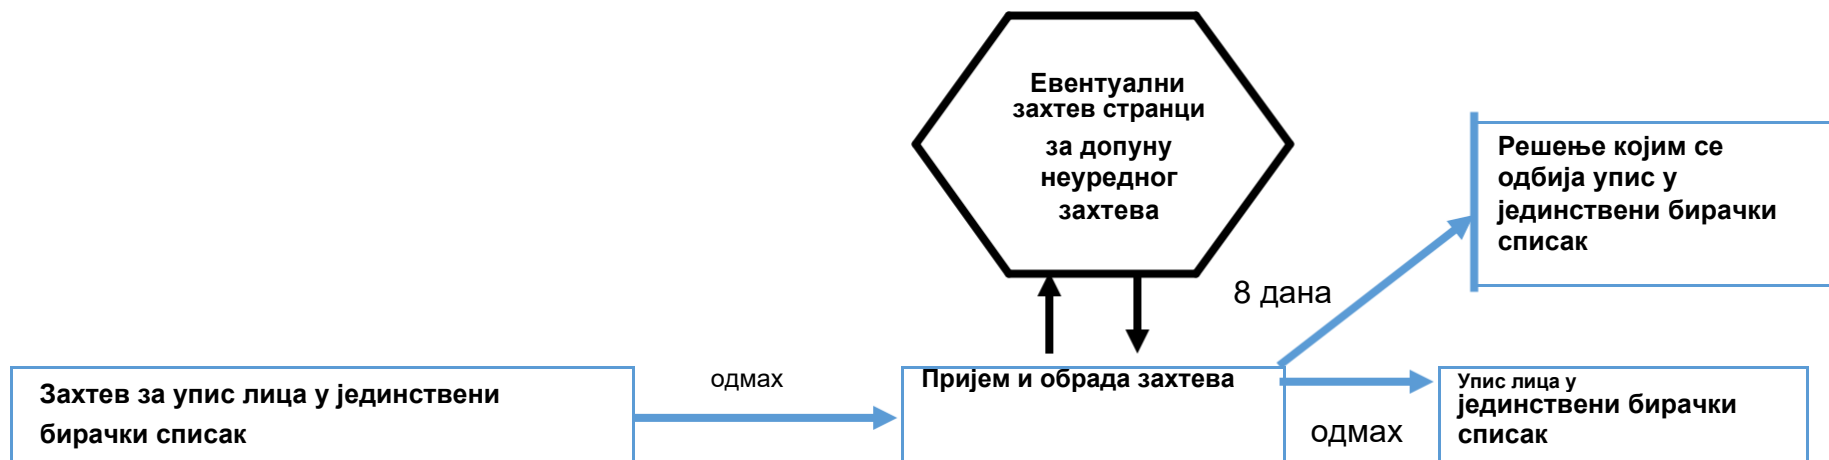 Евентуални
захтев странци
за допуну
неуредног
захтева
Решење којим се
одбија упис у
јединствени бирачки
списак
8 дана
Захтев за упис лица у јединствени
бирачки списак
одмах
Пријем и обрада захтева
одмах
Упис лица у
јединствени бирачки
списак